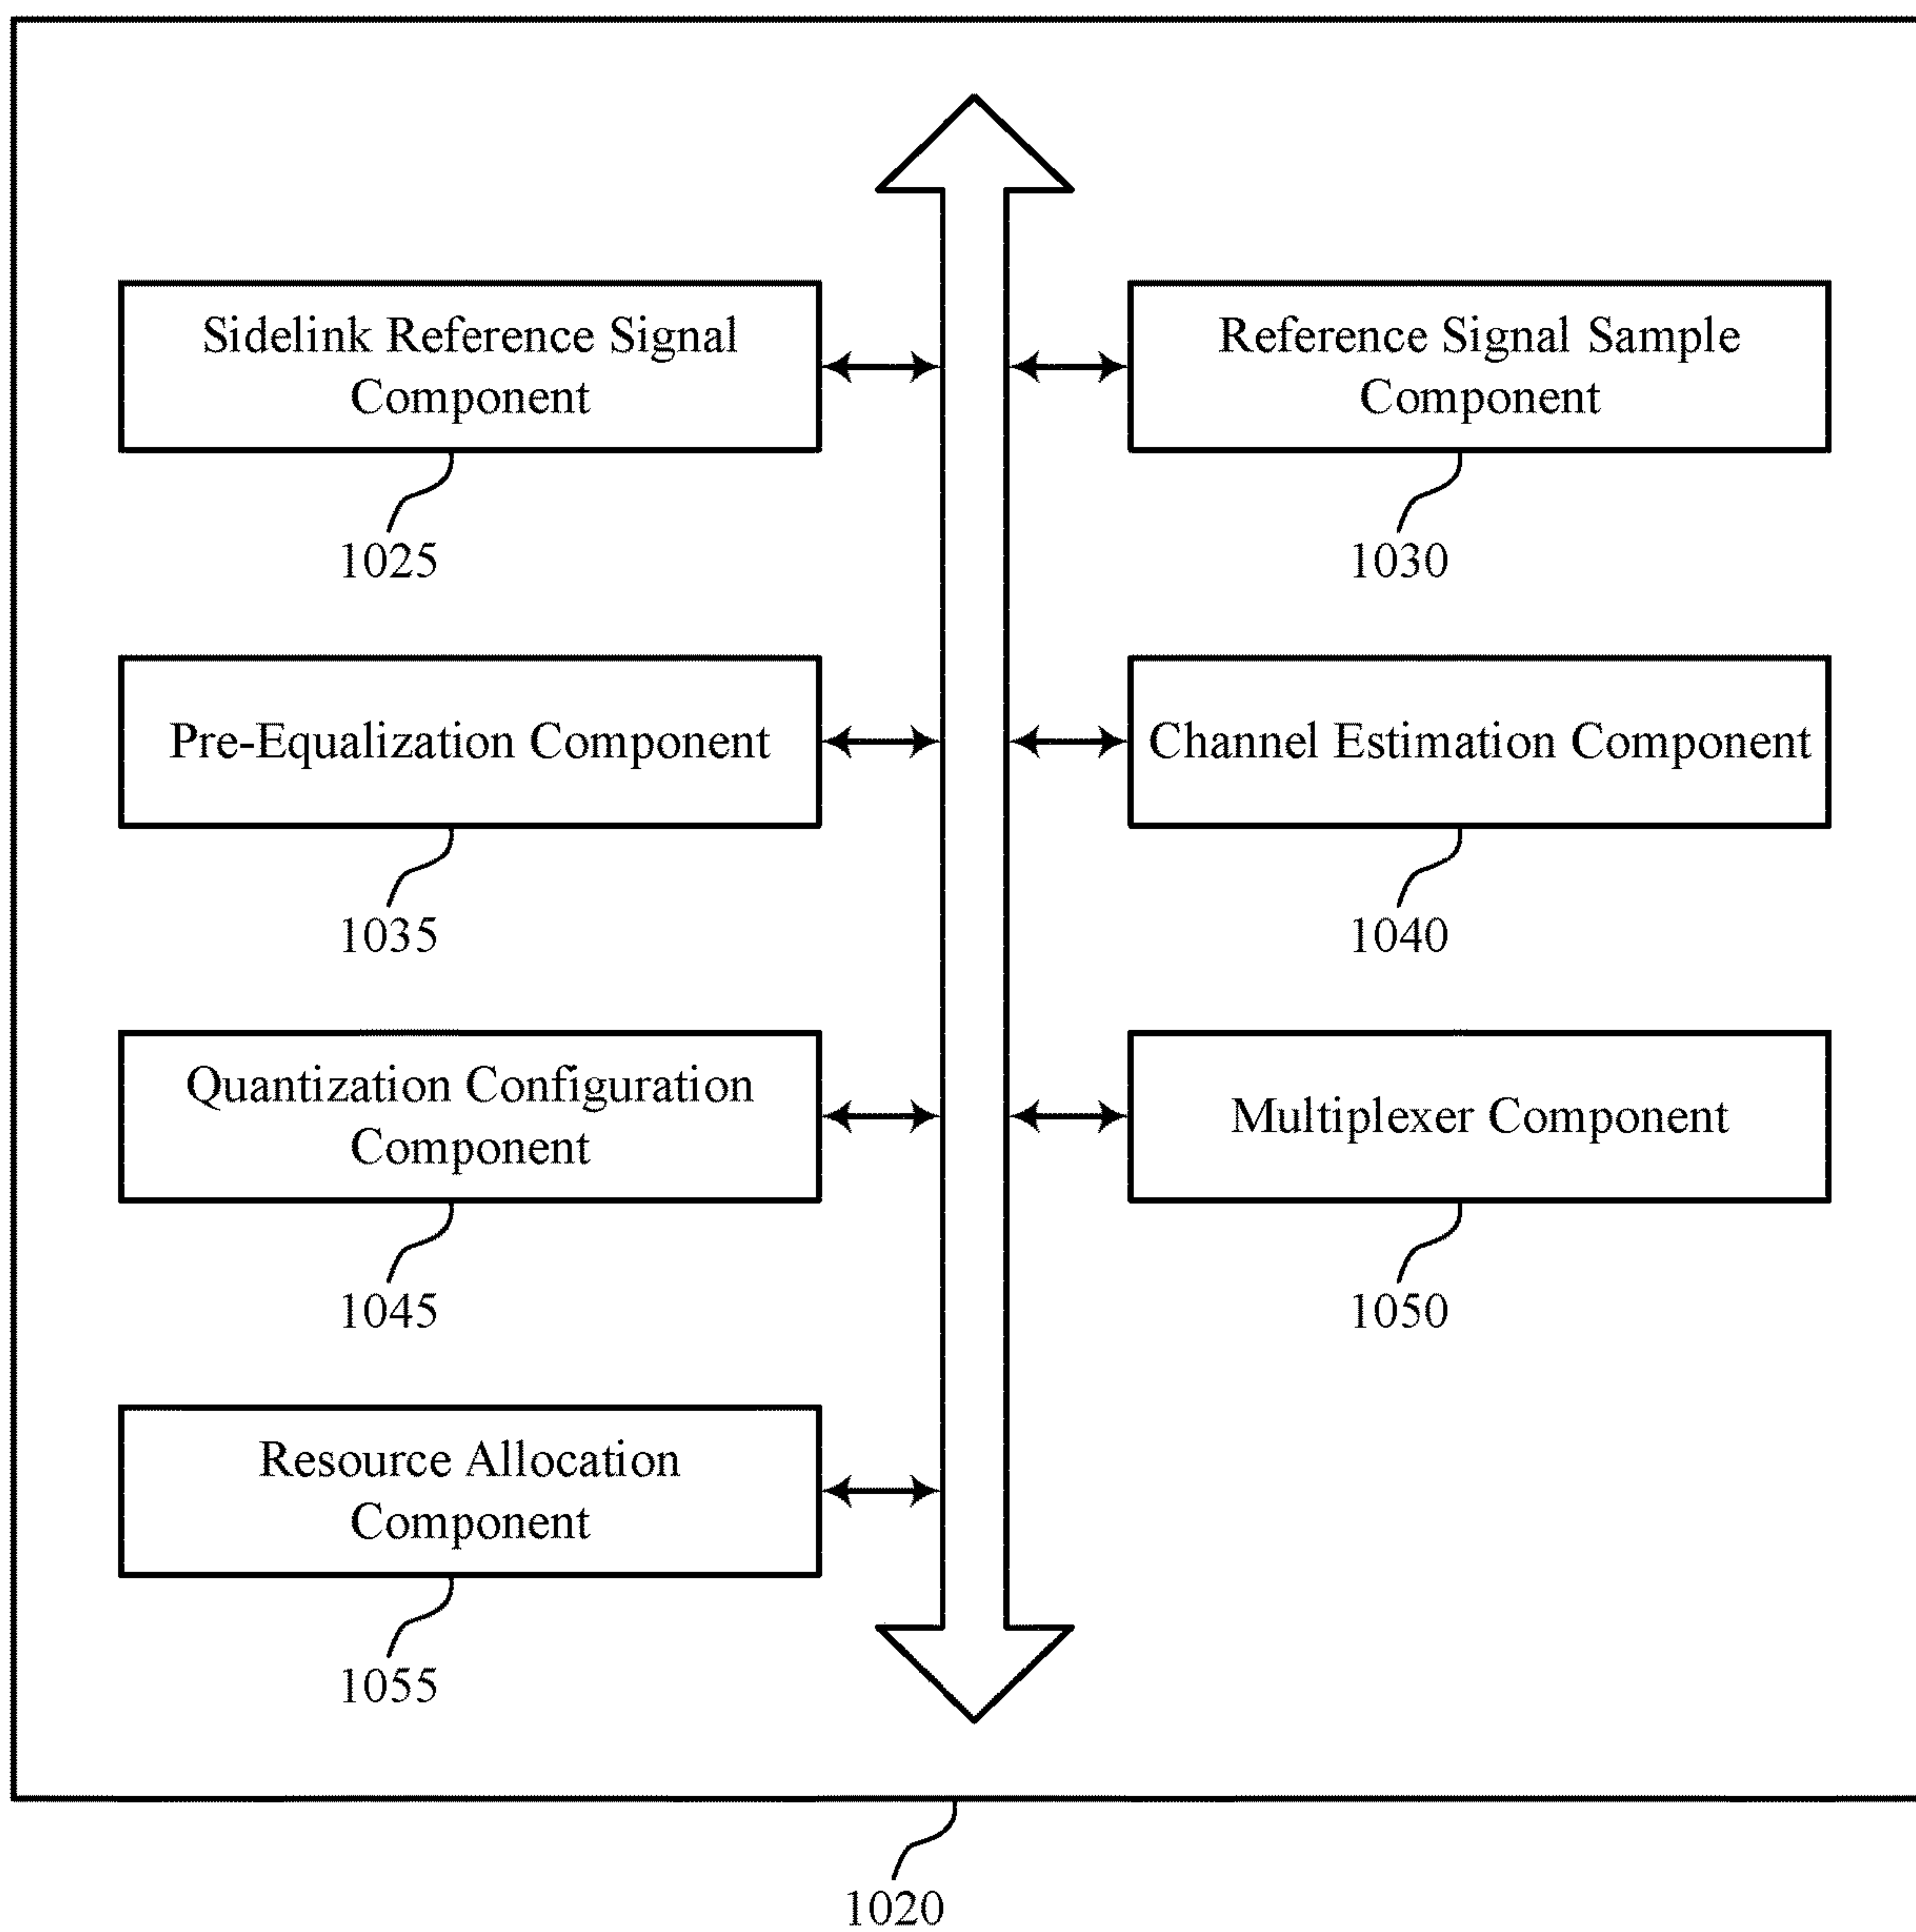 Sidelink Reference Signal
Component
1025
Reference Signal Sample
Component
1030
Pre-Equalization Component
1035
Channel Estimation Component
1040
Quantization Configuration
Component
1045
Multiplexer Component
1050
Resource Allocation
Component
1055
1020